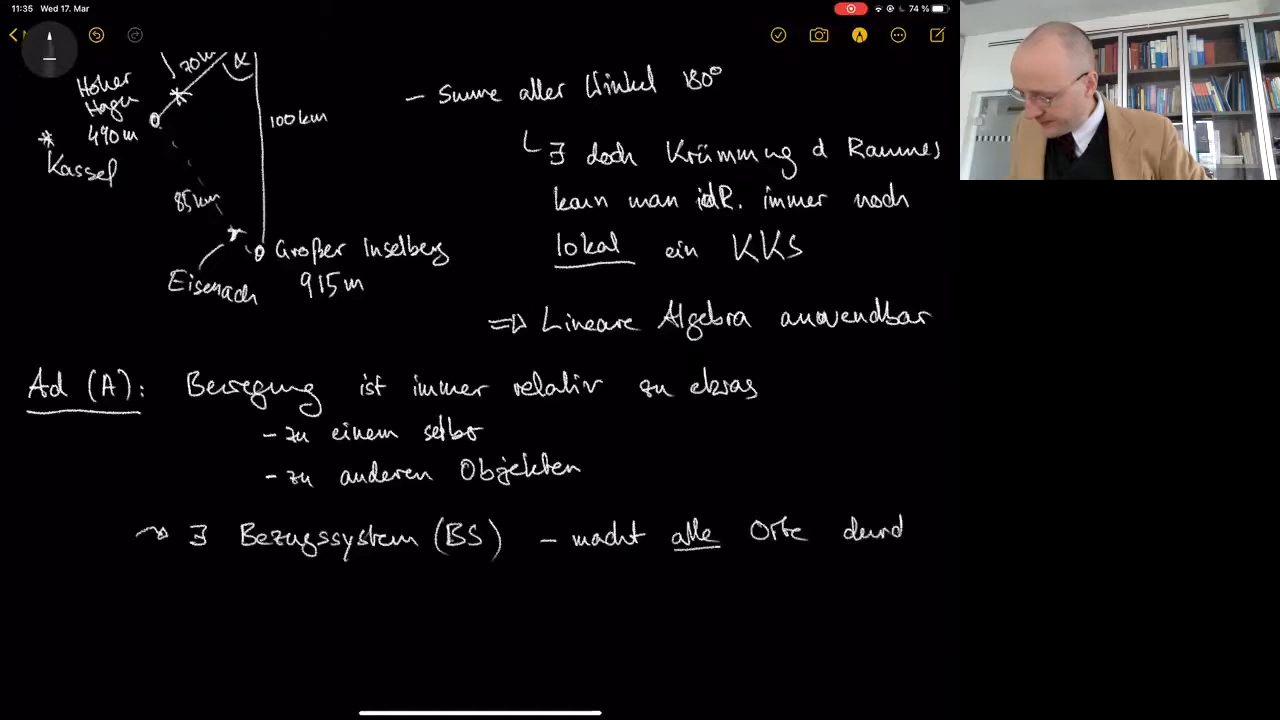 11:35 Wed 17. Mar
74 %
70km
α
Hoher
Hagen
490m
Kassel
100km
85km
Großer Inselberg
915m
Eisenach
- Summe aller Winkel 180°
∃ doch Krümmung d Raumes
kann man idR. immer noch
lokal ein KKS
⇒ Lineare Algebra anwendbar
Ad (A): Bewegung ist immer relativ zu etwas
- zu einem selbst
- zu anderen Objekten
⇝ ∃ Bezugssystem (BS) - macht alle Orte durch